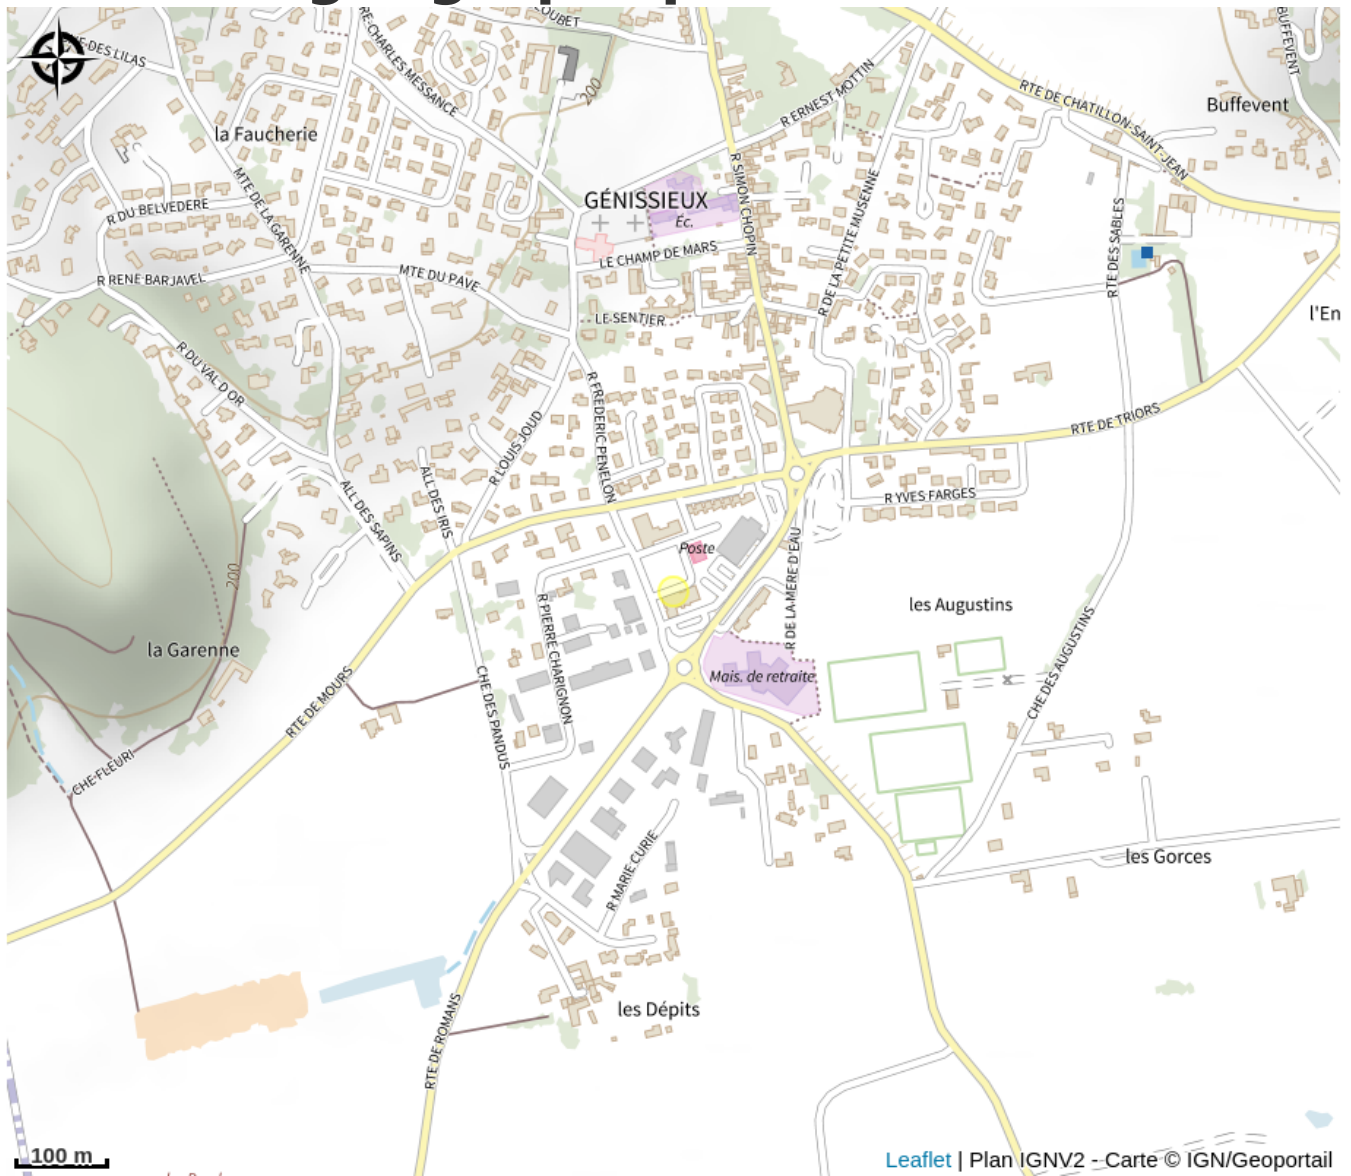 LOUBET
RE-CHARLES MESSANCE
DES LILAS
BUFFEVENT
R ERNEST MOTTIN
RTE DE CHATILLON-SAINT-JEAN
Buffevent
200
la Faucherie
R SIMON CHOPIN
MTE DE LA GARENNE
R DE LA PETITE MUSENNE
GÉNISSIEUX
R DU BELVEDERE
Éc.
RTE DES SABLES
LE CHAMP DE MARS
R RENE BARJAVEL
MTE DU PAVE
LE SENTIER
l'En
R DU VAL D'OR
R FREDERIC PENELON
R LOUIS JOUD
RTE DE TRIORS
ALL DES IRIS
ALL DES SAPINS
R YVES FARGES
Poste
200
R DE LA MERE D'EAU
les Augustins
R PIERRE CHARIGNON
la Garenne
CHE DES AUGUSTINS
Mais. de retraite
RTE DE MOURS
CHE DES PANDUS
CHE FLEURI
les Gorces
R MARIE CURIE
les Dépits
RTE DE ROMANS
100 m
Leaflet | Plan IGNV2 - Carte © IGN/Geoportail